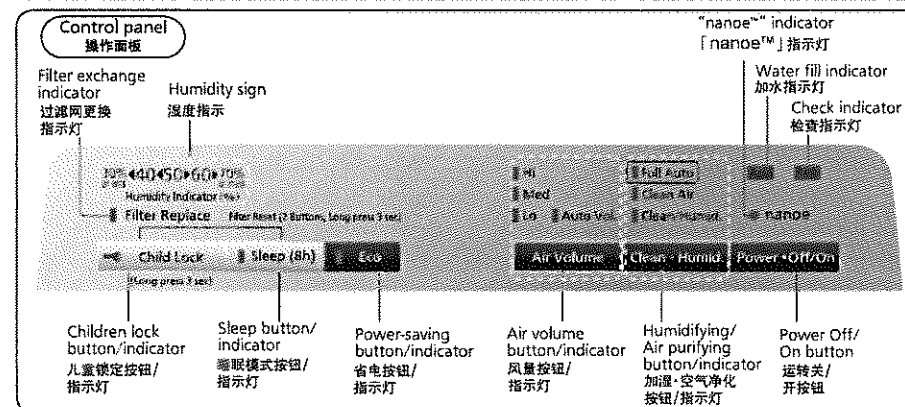 Control panel
操作面板
"nanoe™" indicator
「nanoe™」指示灯
Filter exchange
indicator
过滤网更换
指示灯
Humidity sign
湿度指示
Water fill indicator
加水指示灯
Check indicator
检查指示灯
30% ◀40◀50▶60▶70%
Humidity Indicator (%)
Filter Replace Filter Reset (2 Buttons, Long press 3 sec)
Hi
Med
Lo Auto Vol.
Full Auto
Clean Air
Clean Humid.
nanoe
Child Lock Sleep (8h) Eco Air Volume Clean・Humid. Power・Off/On
(Long press 3 sec)
Children lock
button/indicator
儿童锁定按钮/
指示灯
Sleep button/
indicator
睡眠模式按钮/
指示灯
Power-saving
button/indicator
省电按钮/
指示灯
Air volume
button/indicator
风量按钮/
指示灯
Humidifying/
Air purifying
button/indicator
加湿・空气净化
按钮/指示灯
Power Off/
On button
运转关/
开按钮